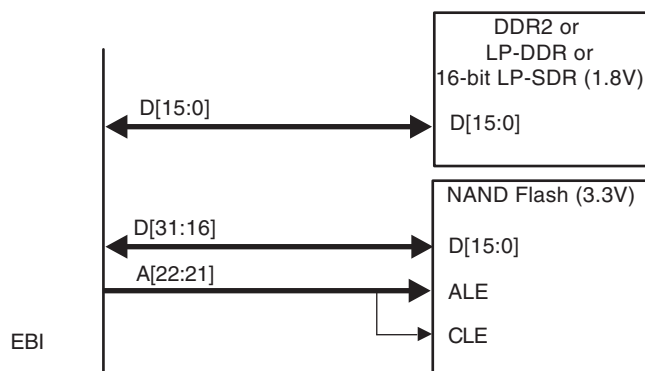 DDR2 or
LP-DDR or
16-bit LP-SDR (1.8V)
D[15:0]
D[15:0]
NAND Flash (3.3V)
D[31:16]
D[15:0]
A[22:21]
ALE
CLE
EBI